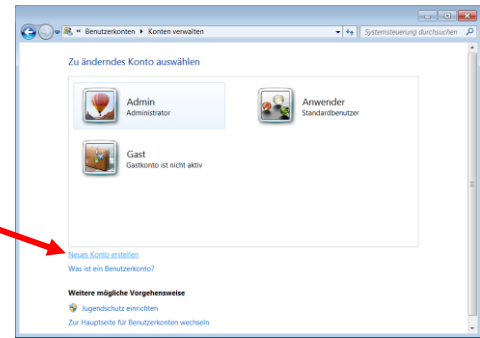 « Benutzerkonten ▸ Konten verwalten
Systemsteuerung durchsuchen
Zu änderndes Konto auswählen
Admin
Administrator
Anwender
Standardbenutzer
Gast
Gastkonto ist nicht aktiv
Neues Konto erstellen
Was ist ein Benutzerkonto?
Weitere mögliche Vorgehensweise
Jugendschutz einrichten
Zur Hauptseite für Benutzerkonten wechseln